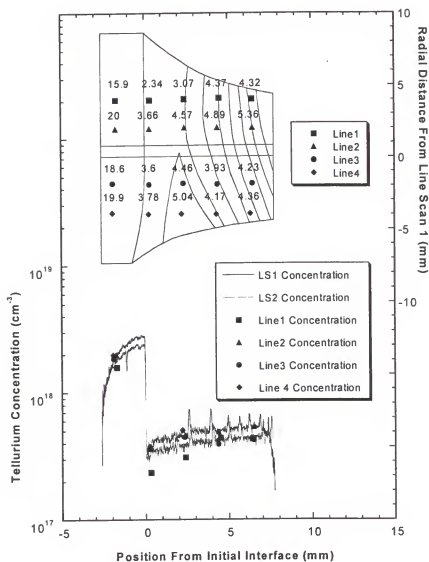 10
15.9 2.34 3.07 4.37 4.32
5
20 3.66 4.57 4.89 5.36
Line1
Line2
0
Line3
18.6 3.6 4.46 3.93 4.23
Line4
19.9 3.78 5.04 4.17 4.36
-5
Radial Distance From Line Scan 1 (mm)
10^19
-10
LS1 Concentration
LS2 Concentration
Line1 Concentration
Line2 Concentration
Line3 Concentration
Line 4 Concentration
10^18
10^17
Tellurium Concentration (cm^-3)
-5 0 5 10 15
Position From Initial Interface (mm)